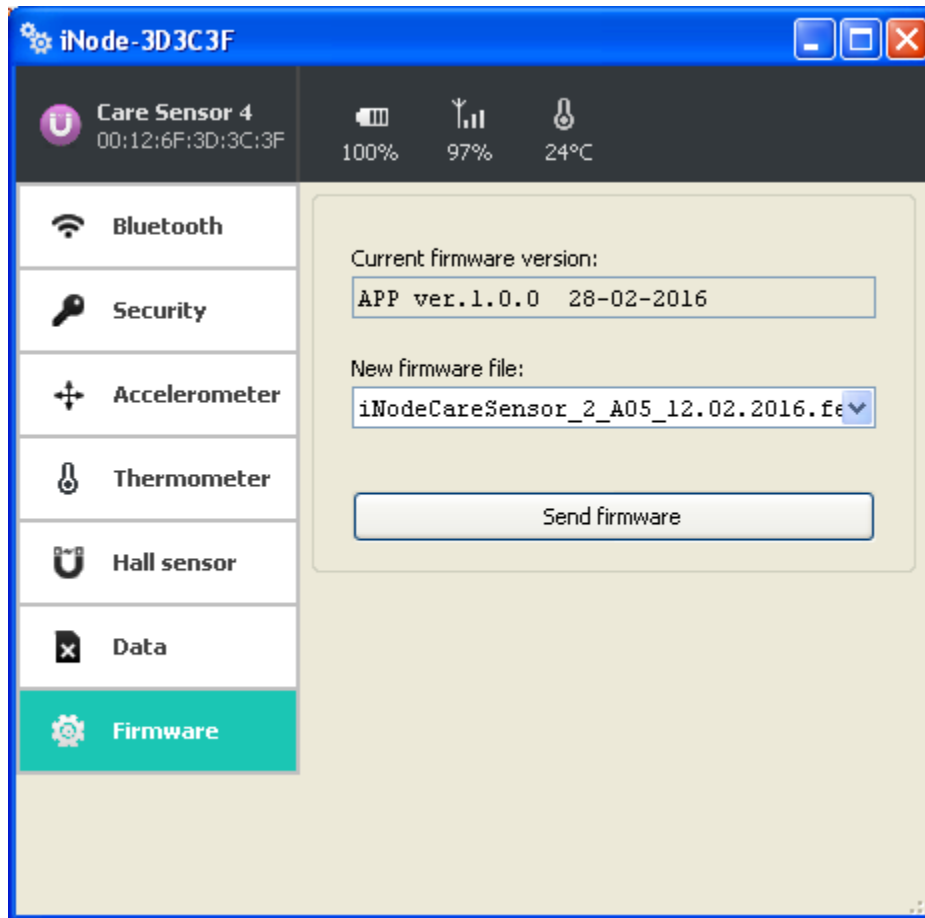 iNode-3D3C3F
Care Sensor 4
00:12:6F:3D:3C:3F
100%
97%
24°C
Bluetooth
Security
Accelerometer
Thermometer
Hall sensor
Data
Firmware
Current firmware version:
APP ver.1.0.0  28-02-2016
New firmware file:
iNodeCareSensor_2_A05_12.02.2016.fe
Send firmware